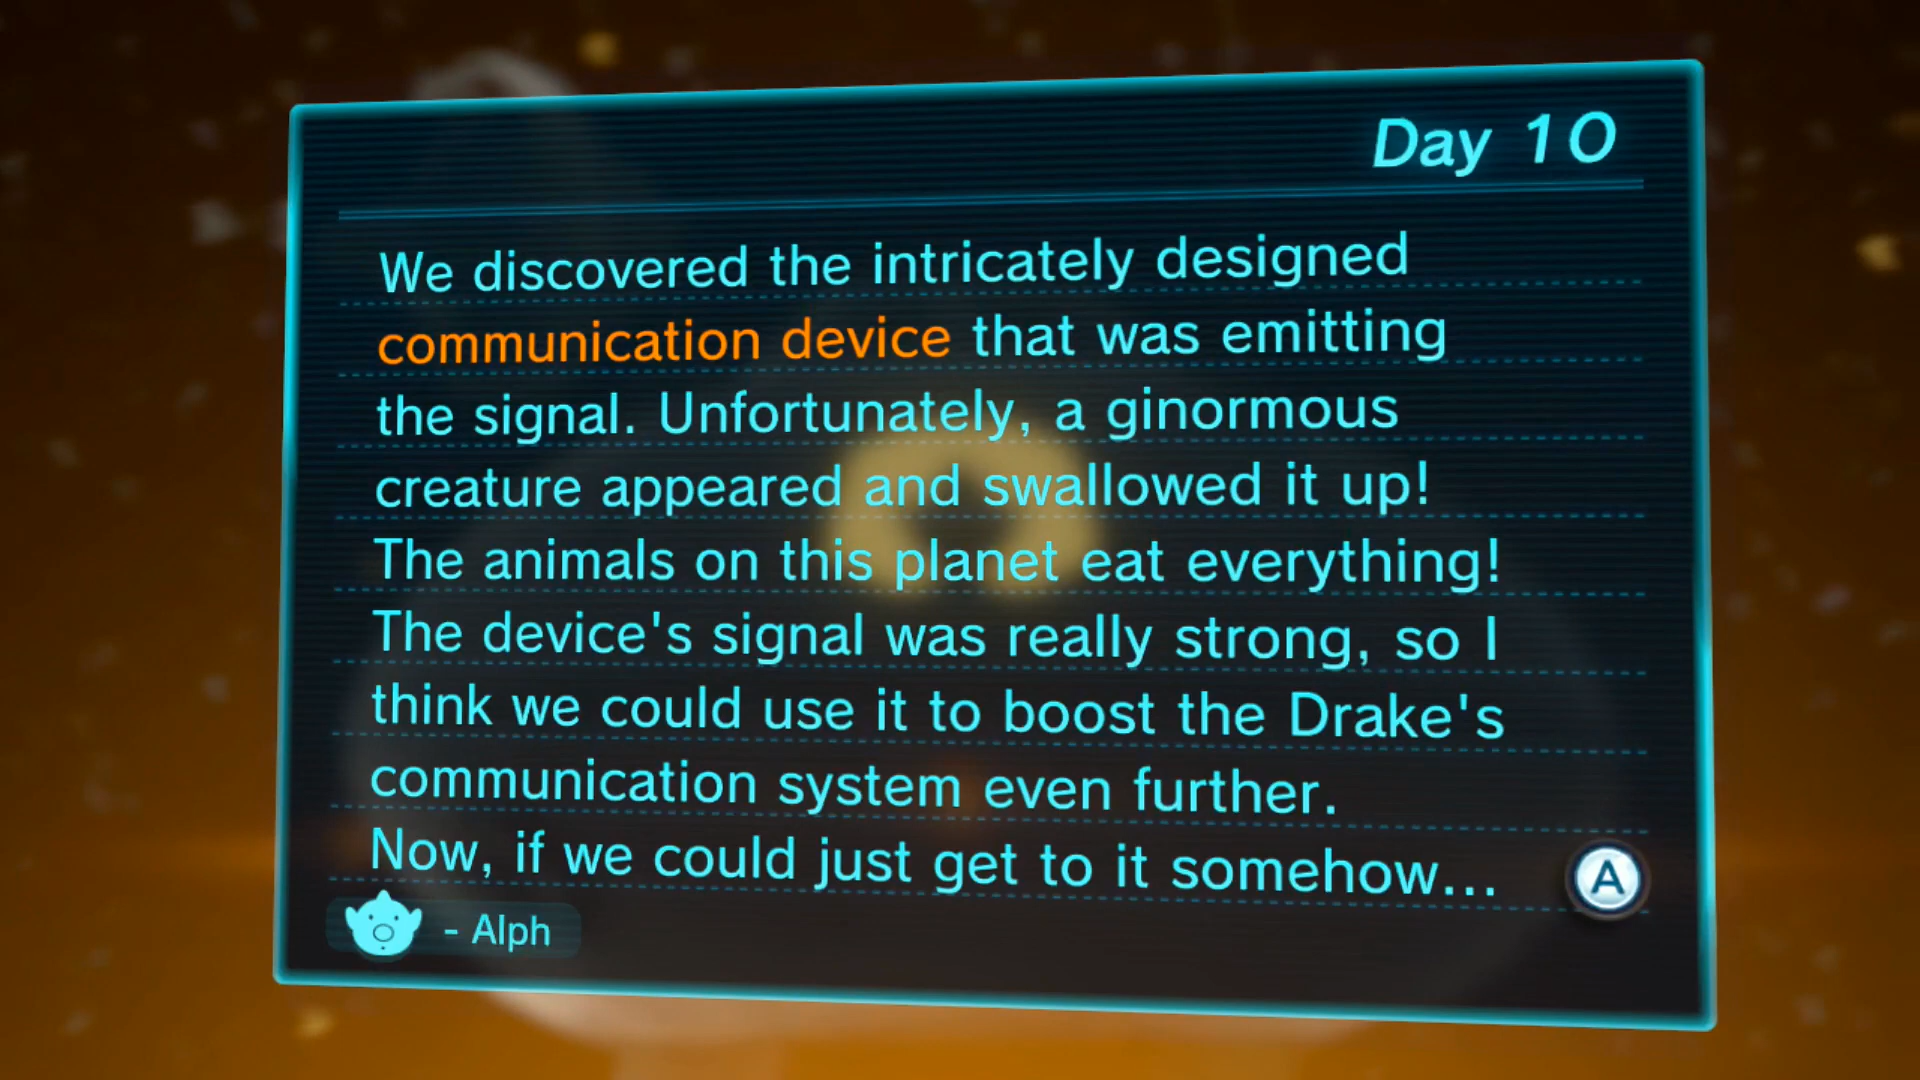 Day 10
We discovered the intricately designed
communication device that was emitting
the signal. Unfortunately, a ginormous
creature appeared and swallowed it up!
The animals on this planet eat everything!
The device's signal was really strong, so I
think we could use it to boost the Drake's
communication system even further.
Now, if we could just get to it somehow...
A
- Alph